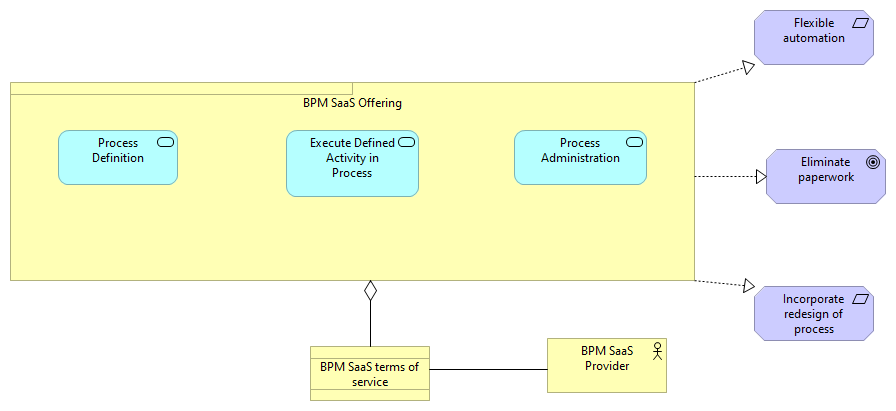 Flexible
automation
BPM SaaS Offering
Process
Definition
Execute Defined
Activity in
Process
Process
Administration
Eliminate
paperwork
Incorporate
redesign of
process
BPM SaaS terms of
service
BPM SaaS
Provider